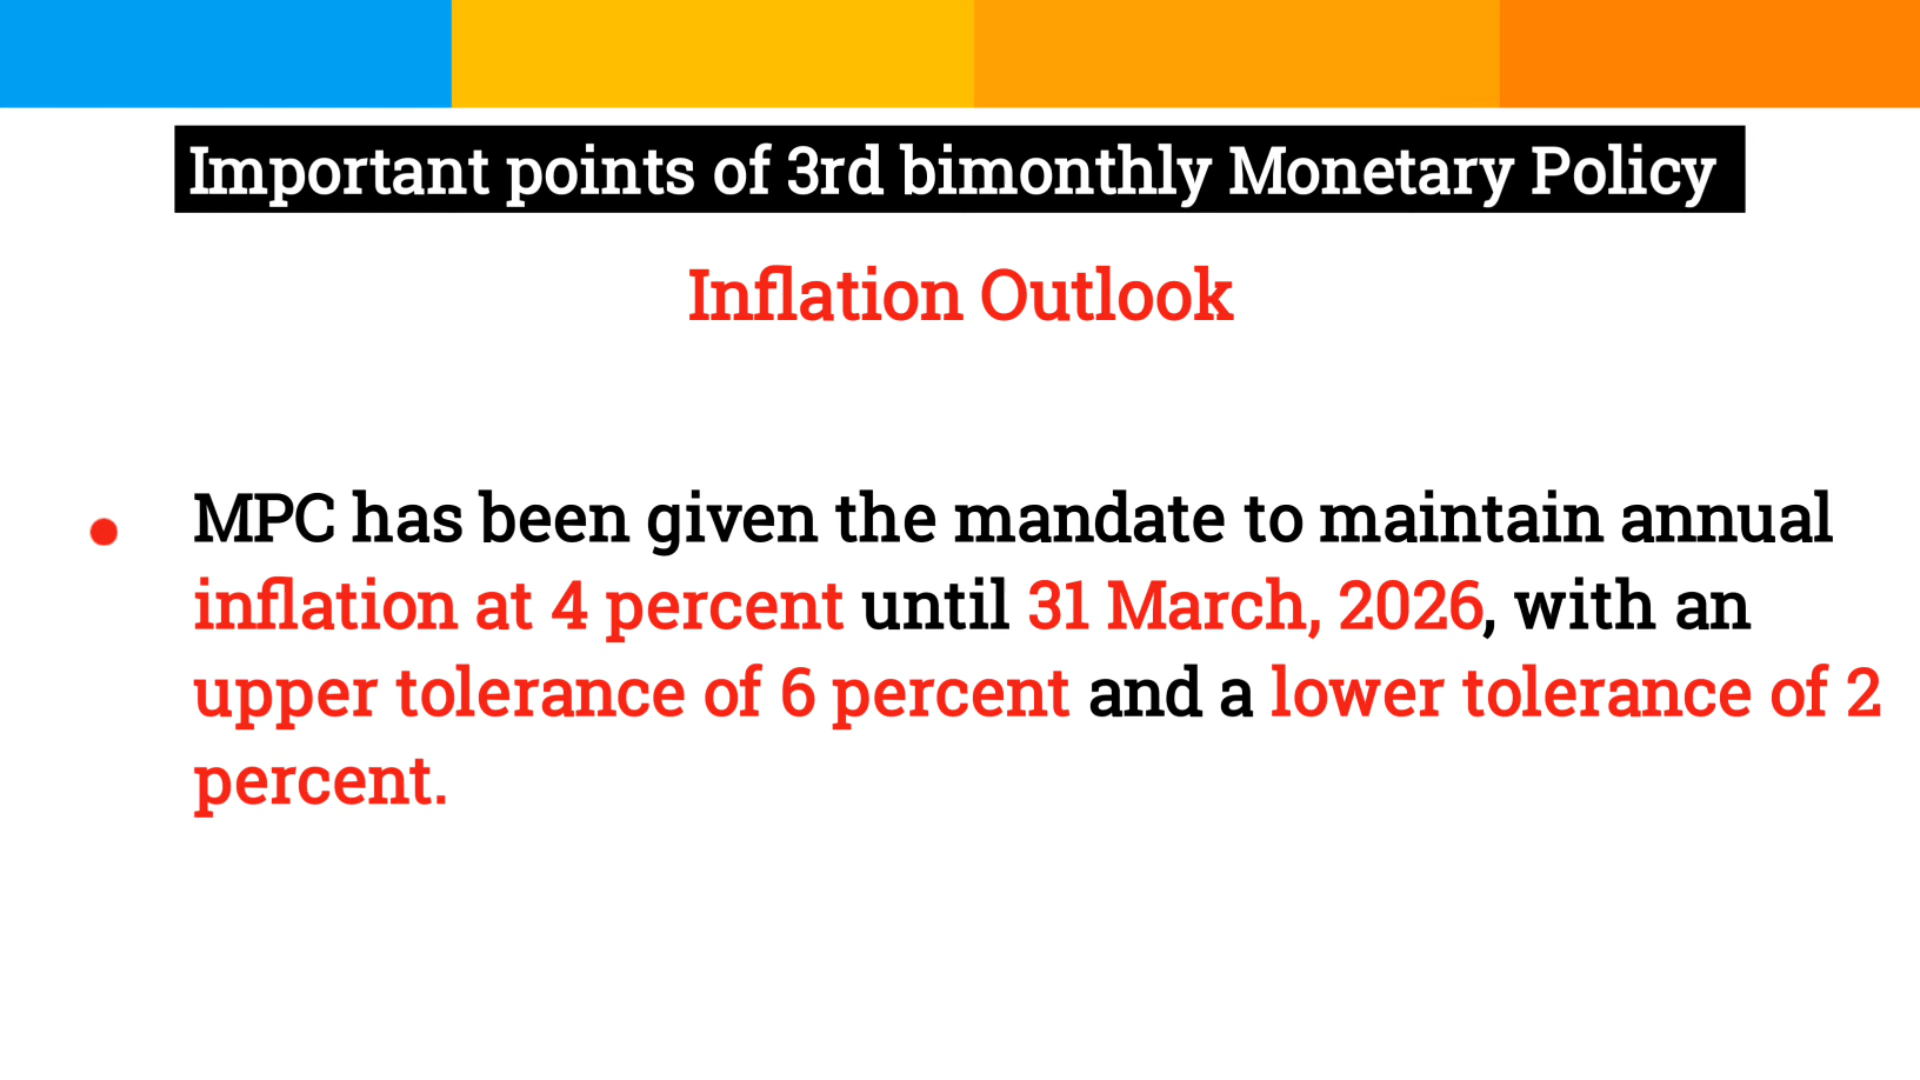 Important points of 3rd bimonthly Monetary Policy
Inflation Outlook
MPC has been given the mandate to maintain annual
inflation at 4 percent until 31 March, 2026, with an
upper tolerance of 6 percent and a lower tolerance of 2
percent.